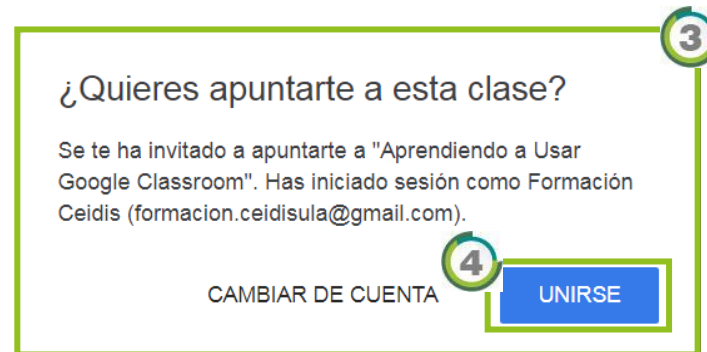 3
¿Quieres apuntarte a esta clase?
Se te ha invitado a apuntarte a "Aprendiendo a Usar
Google Classroom". Has iniciado sesión como Formación
Ceidis (formacion.ceidisula@gmail.com).
4
CAMBIAR DE CUENTA UNIRSE